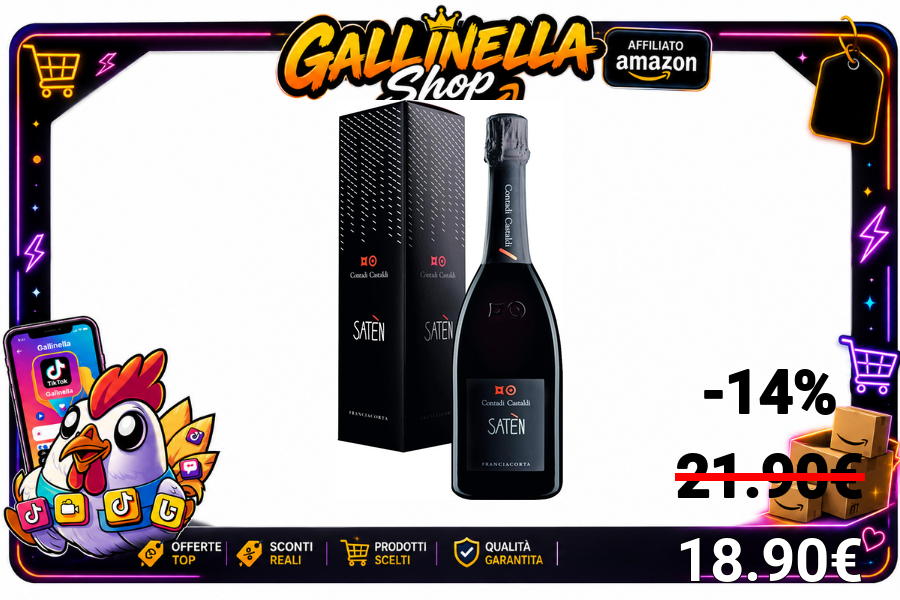 GALLINELLA
Shop
AFFILIATO
amazon
Contadi Castaldi
Contadi Castaldi
Contadi Castaldi
SATÈN
SATÈN
FRANCIACORTA
Contadi Castaldi
SATÈN
FRANCIACORTA
Gallinella
TikTok
Gallinella
-14%
21.90€
18.90€
OFFERTE
TOP
SCONTI
REALI
PRODOTTI
SCELTI
QUALITÀ
GARANTITA